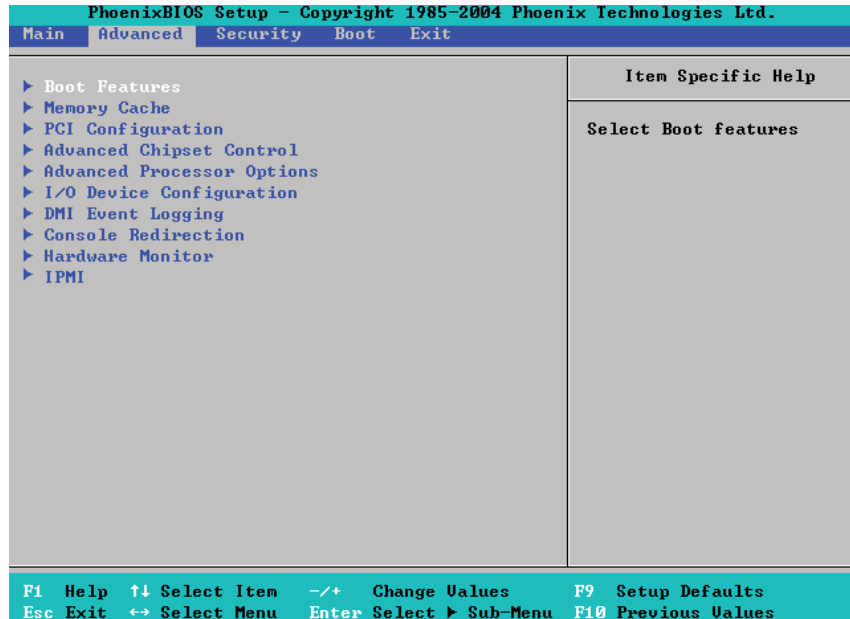 PhoenixBIOS Setup - Copyright 1985-2004 Phoenix Technologies Ltd.
Main Advanced Security Boot Exit
Item Specific Help
▶ Boot Features
▶ Memory Cache
▶ PCI Configuration
▶ Advanced Chipset Control
▶ Advanced Processor Options
▶ I/O Device Configuration
▶ DMI Event Logging
▶ Console Redirection
▶ Hardware Monitor
▶ IPMI
Select Boot features
F1 Help ↑↓ Select Item -/+ Change Values F9 Setup Defaults
Esc Exit ↔ Select Menu Enter Select ▶ Sub-Menu F10 Previous Values